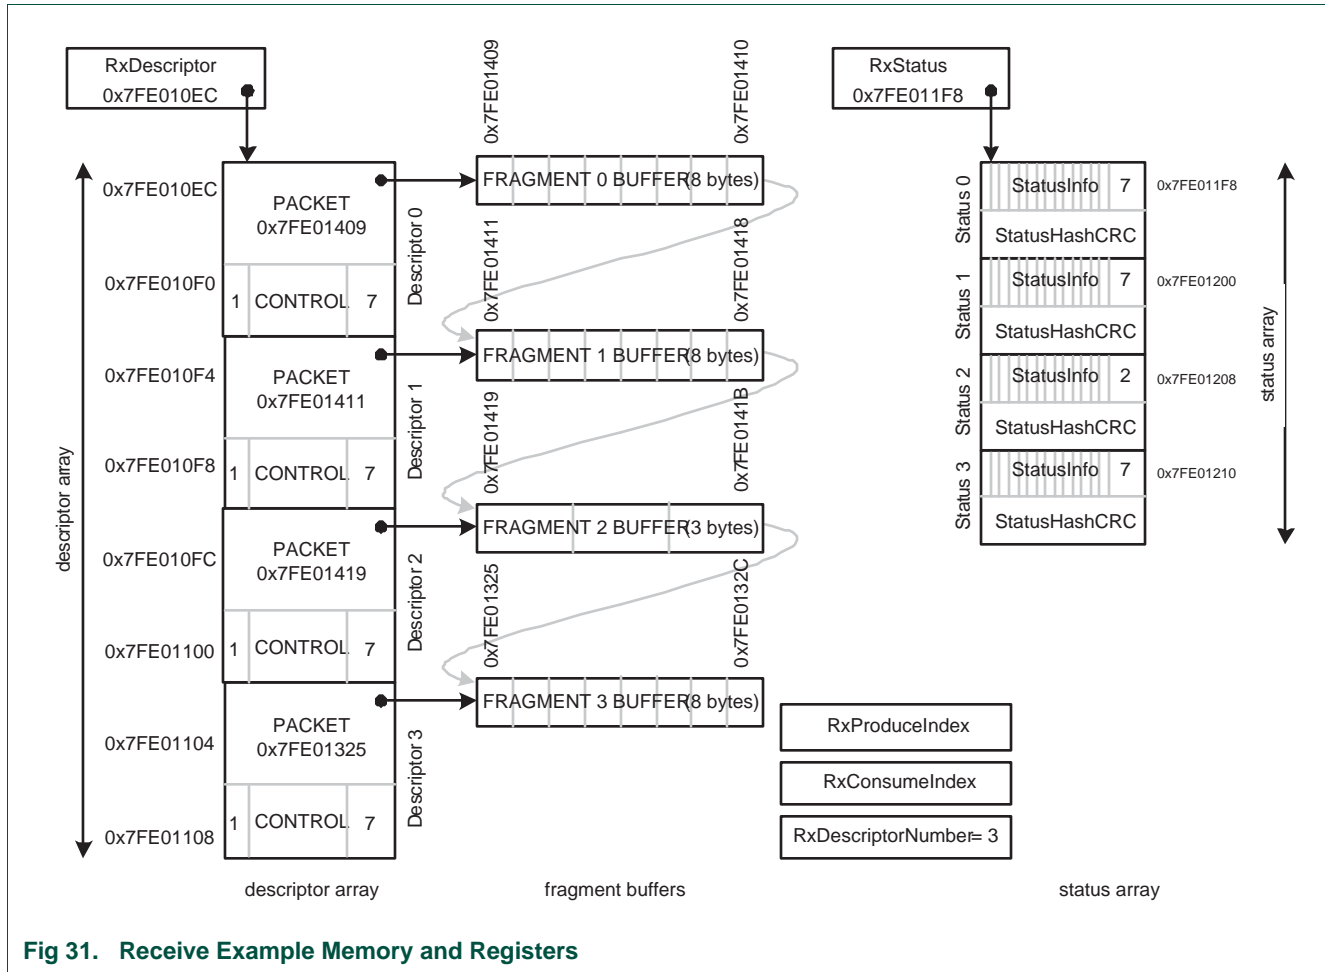 RxDescriptor
0x7FE010EC
0x7FE01409
0x7FE01410
RxStatus
0x7FE011F8
descriptor array
0x7FE010EC
PACKET
0x7FE01409
0x7FE010F0
1 CONTROL 7
Descriptor 0
FRAGMENT 0 BUFFER(8 bytes)
0x7FE01411
0x7FE01418
0x7FE010F4
PACKET
0x7FE01411
0x7FE010F8
1 CONTROL 7
Descriptor 1
FRAGMENT 1 BUFFER(8 bytes)
0x7FE01419
0x7FE0141B
0x7FE010FC
PACKET
0x7FE01419
0x7FE01100
1 CONTROL 7
Descriptor 2
FRAGMENT 2 BUFFER(3 bytes)
0x7FE01325
0x7FE0132C
0x7FE01104
PACKET
0x7FE01325
0x7FE01108
1 CONTROL 7
Descriptor 3
FRAGMENT 3 BUFFER(8 bytes)
Status 0
StatusInfo 7
0x7FE011F8
StatusHashCRC
Status 1
StatusInfo 7
0x7FE01200
StatusHashCRC
Status 2
StatusInfo 2
0x7FE01208
StatusHashCRC
Status 3
StatusInfo 7
0x7FE01210
StatusHashCRC
status array
RxProduceIndex
RxConsumeIndex
RxDescriptorNumber= 3
descriptor array
fragment buffers
status array
Fig 31. Receive Example Memory and Registers